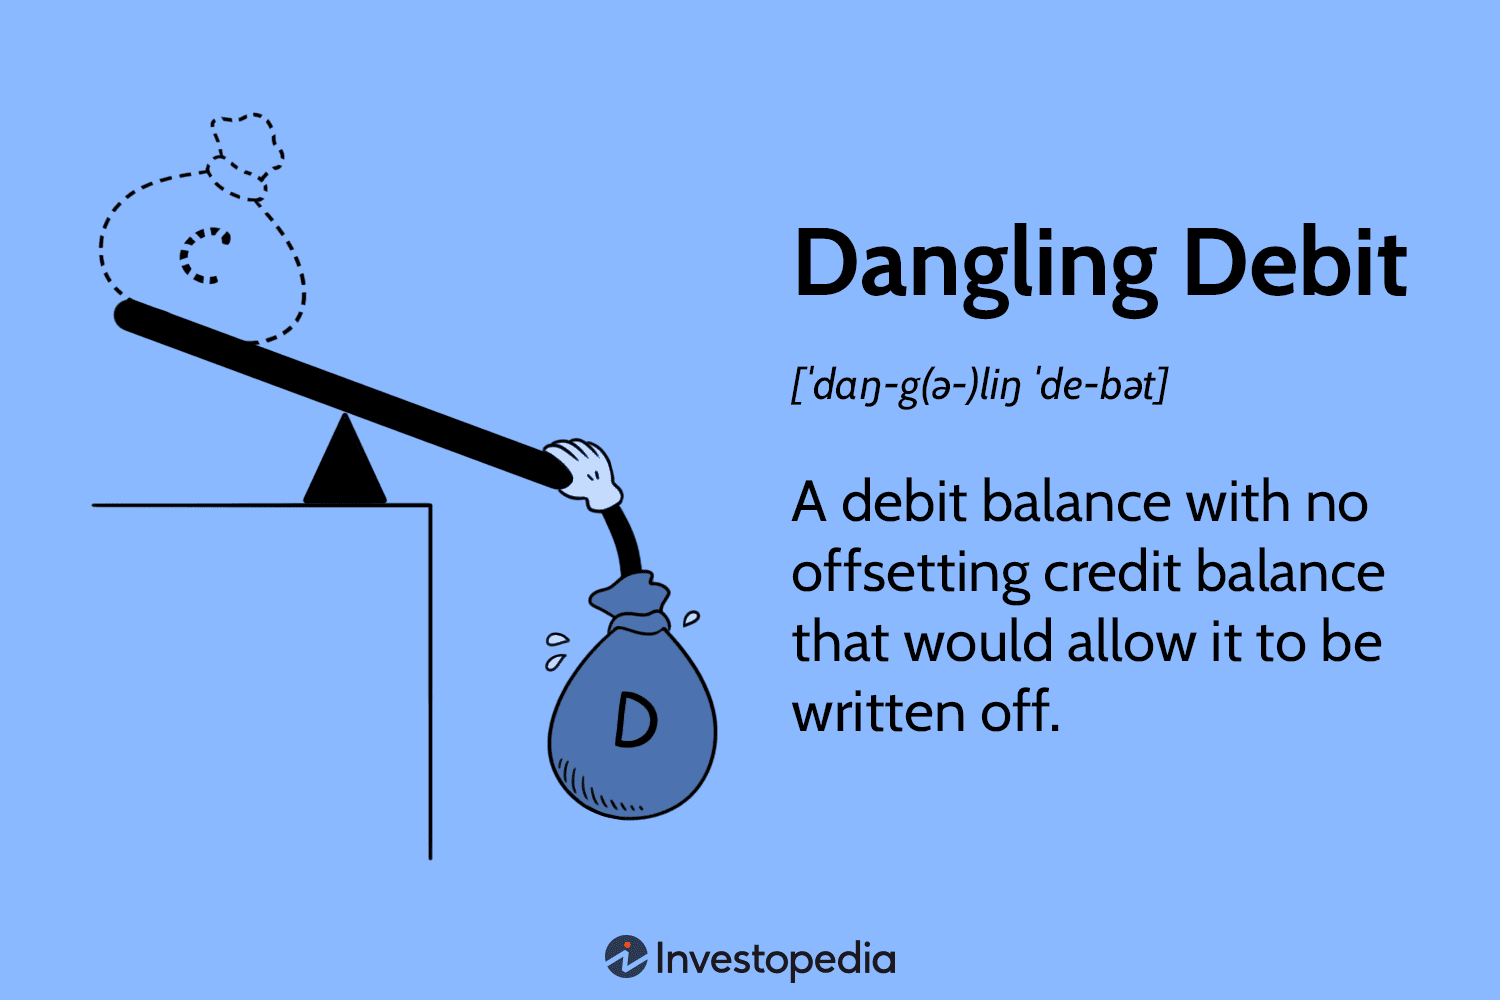 C
D
Dangling Debit
[ˈdaŋ-g(ə-)liŋ ˈde-bət]
A debit balance with no
offsetting credit balance
that would allow it to be
written off.
Investopedia